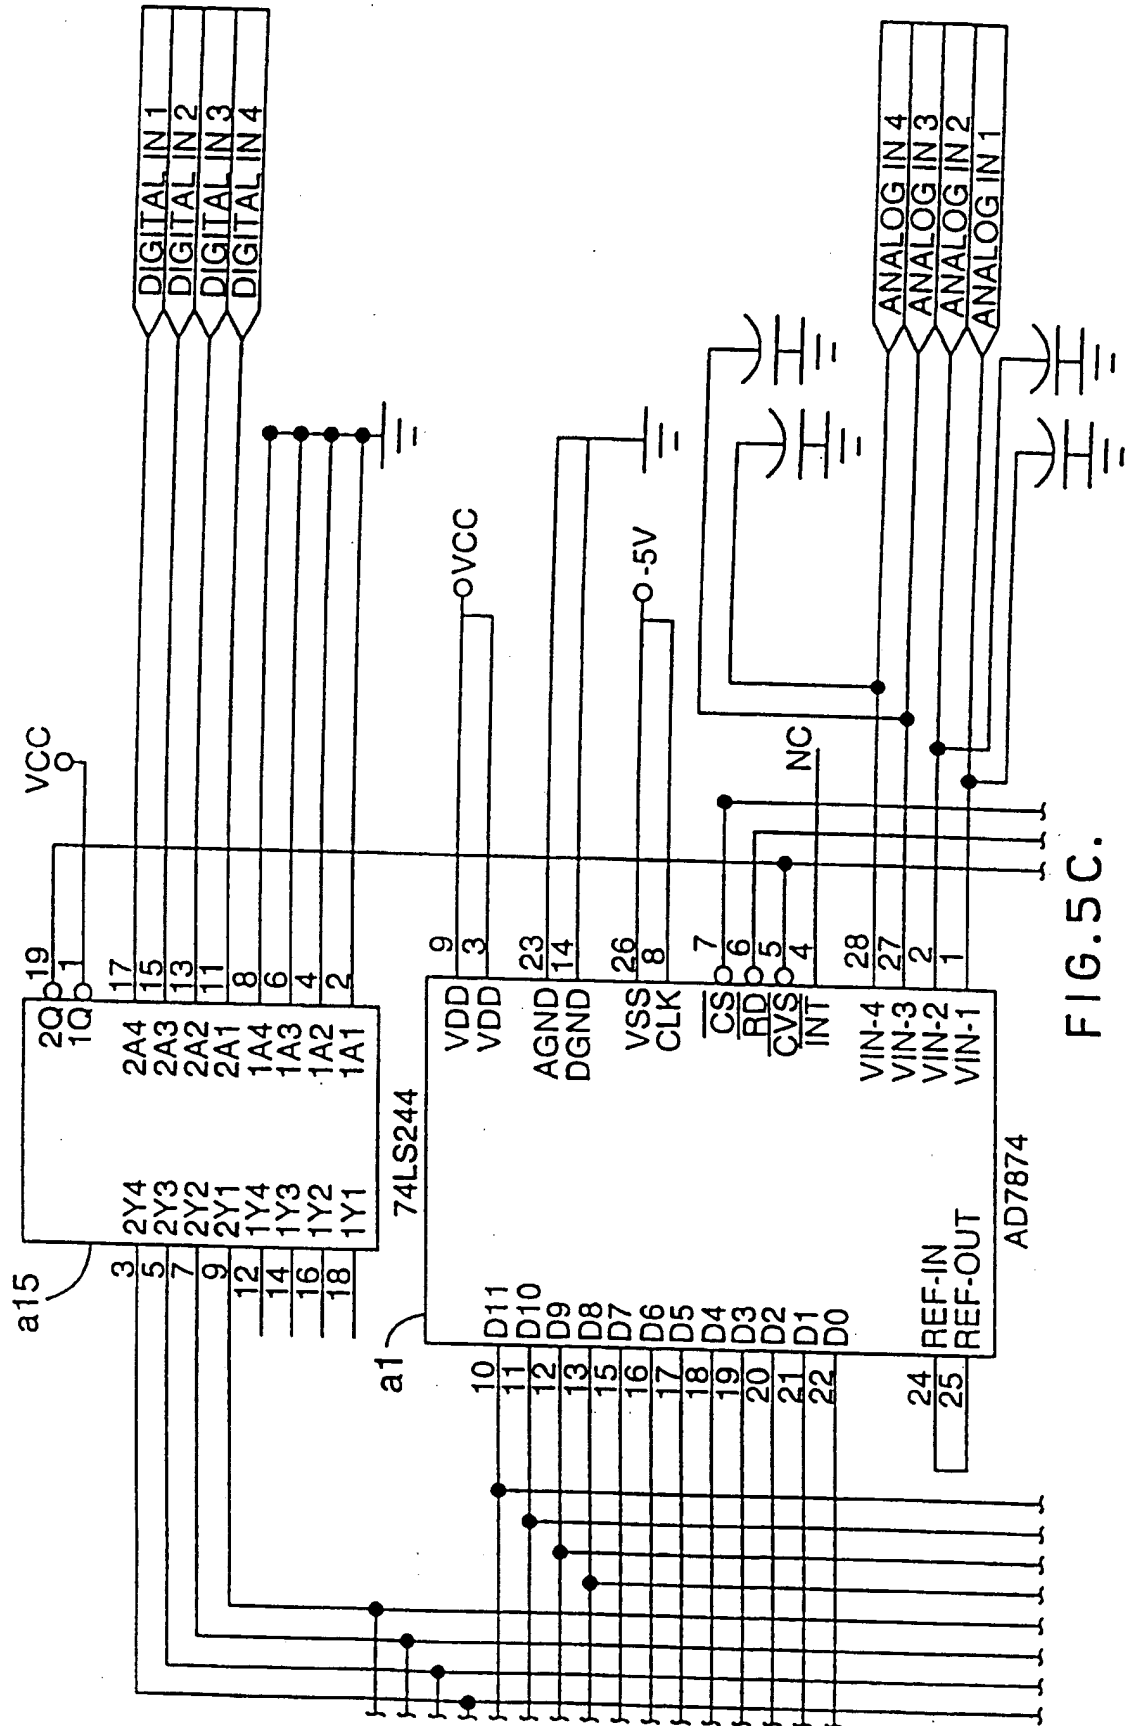 DIGITAL IN 1
DIGITAL IN 2
DIGITAL IN 3
DIGITAL IN 4
VCC
19
1
17
15
13
11
8
6
4
2
2Q
1Q
2A4
2A3
2A2
2A1
1A4
1A3
1A2
1A1
2Y4
2Y3
2Y2
2Y1
1Y4
1Y3
1Y2
1Y1
3
5
7
9
12
14
16
18
a15
74LS244
VCC
-5V
NC
ANALOG IN 4
ANALOG IN 3
ANALOG IN 2
ANALOG IN 1
9
3
23
14
26
8
7
6
5
4
28
27
2
1
VDD
VDD
AGND
DGND
VSS
CLK
CS
RD
CVS
INT
VIN-4
VIN-3
VIN-2
VIN-1
D11
D10
D9
D8
D7
D6
D5
D4
D3
D2
D1
D0
REF-IN
REF-OUT
10
11
12
13
15
16
17
18
19
20
21
22
24
25
a1
AD7874
FIG.5C.